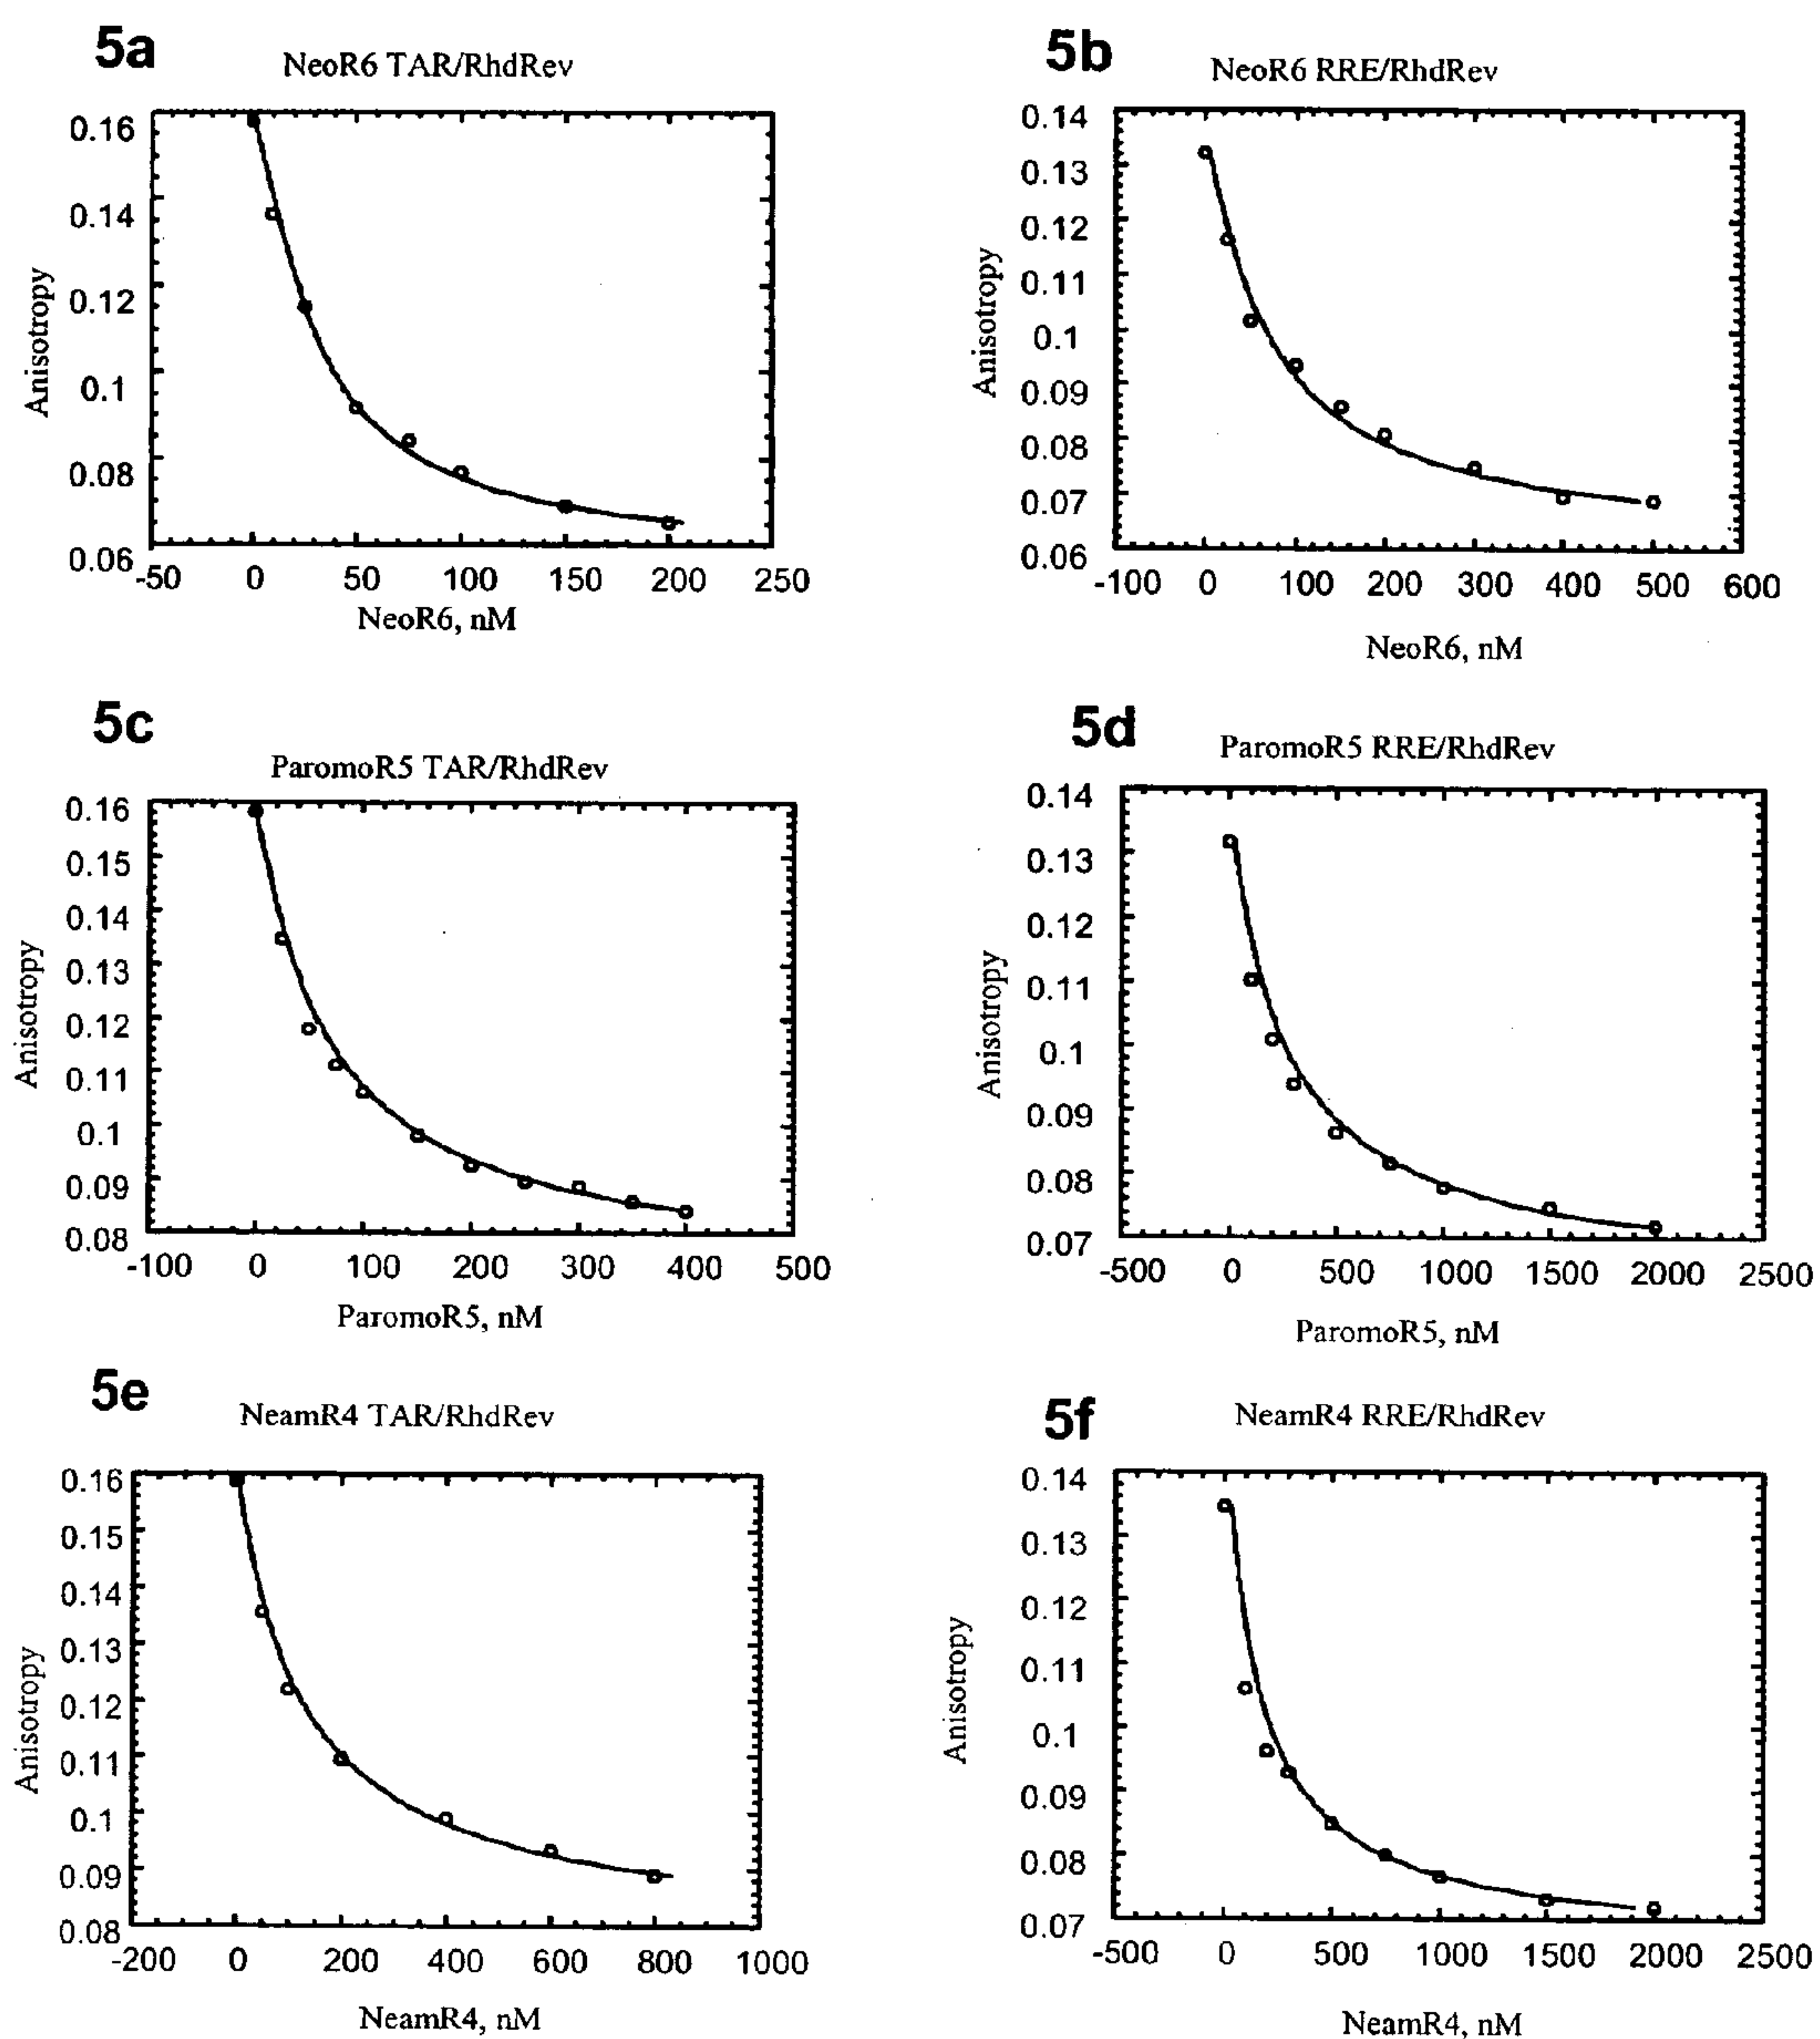 5a
NeoR6 TAR/RhdRev
0.16
0.14
0.12
0.1
0.08
0.06
Anisotropy
-50 0 50 100 150 200 250
NeoR6, nM
5b
NeoR6 RRE/RhdRev
0.14
0.13
0.12
0.11
0.1
0.09
0.08
0.07
0.06
Anisotropy
-100 0 100 200 300 400 500 600
NeoR6, nM
5c
ParomoR5 TAR/RhdRev
0.16
0.15
0.14
0.13
0.12
0.11
0.1
0.09
0.08
Anisotropy
-100 0 100 200 300 400 500
ParomoR5, nM
5d
ParomoR5 RRE/RhdRev
0.14
0.13
0.12
0.11
0.1
0.09
0.08
0.07
Anisotropy
-500 0 500 1000 1500 2000 2500
ParomoR5, nM
5e
NeamR4 TAR/RhdRev
0.16
0.15
0.14
0.13
0.12
0.11
0.1
0.09
0.08
Anisotropy
-200 0 200 400 600 800 1000
NeamR4, nM
5f
NeamR4 RRE/RhdRev
0.14
0.13
0.12
0.11
0.1
0.09
0.08
0.07
Anisotropy
-500 0 500 1000 1500 2000 2500
NeamR4, nM